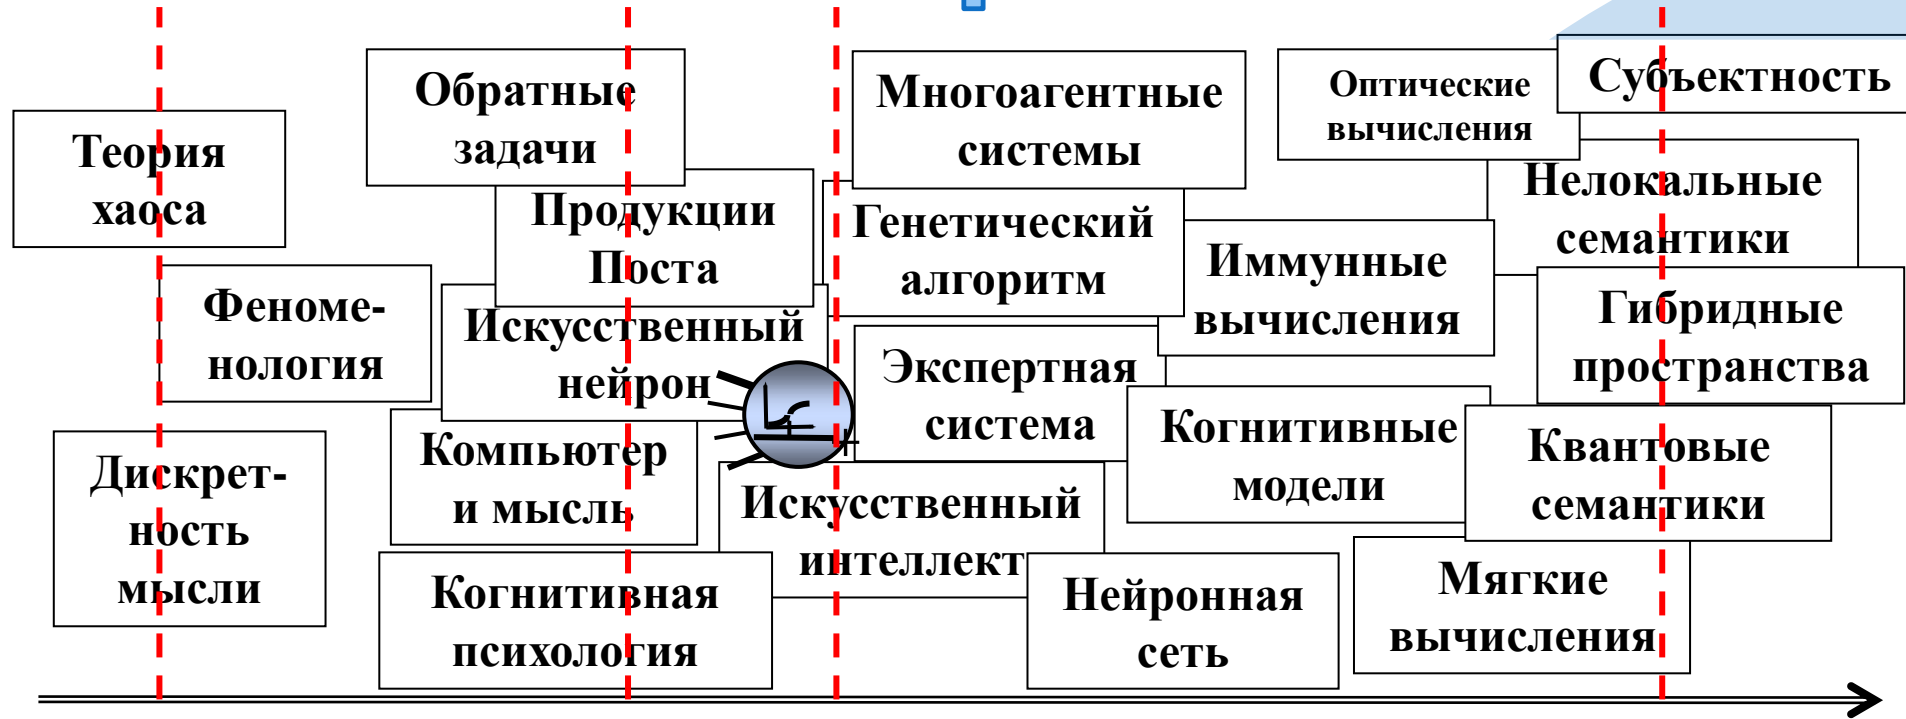 Теория
хаоса
Феноме-
нология
Дискрет-
ность
мысли
Обратные
задачи
Продукции
Поста
Искусственный
нейрон
Компьютер
и мысль
Когнитивная
психология
Многоагентные
системы
Генетический
алгоритм
Экспертная
система
Искусственный
интеллект
Нейронная
сеть
Иммунные
вычисления
Когнитивные
модели
Оптические
вычисления
Субъектность
Нелокальные
семантики
Гибридные
пространства
Квантовые
семантики
Мягкие
вычисления